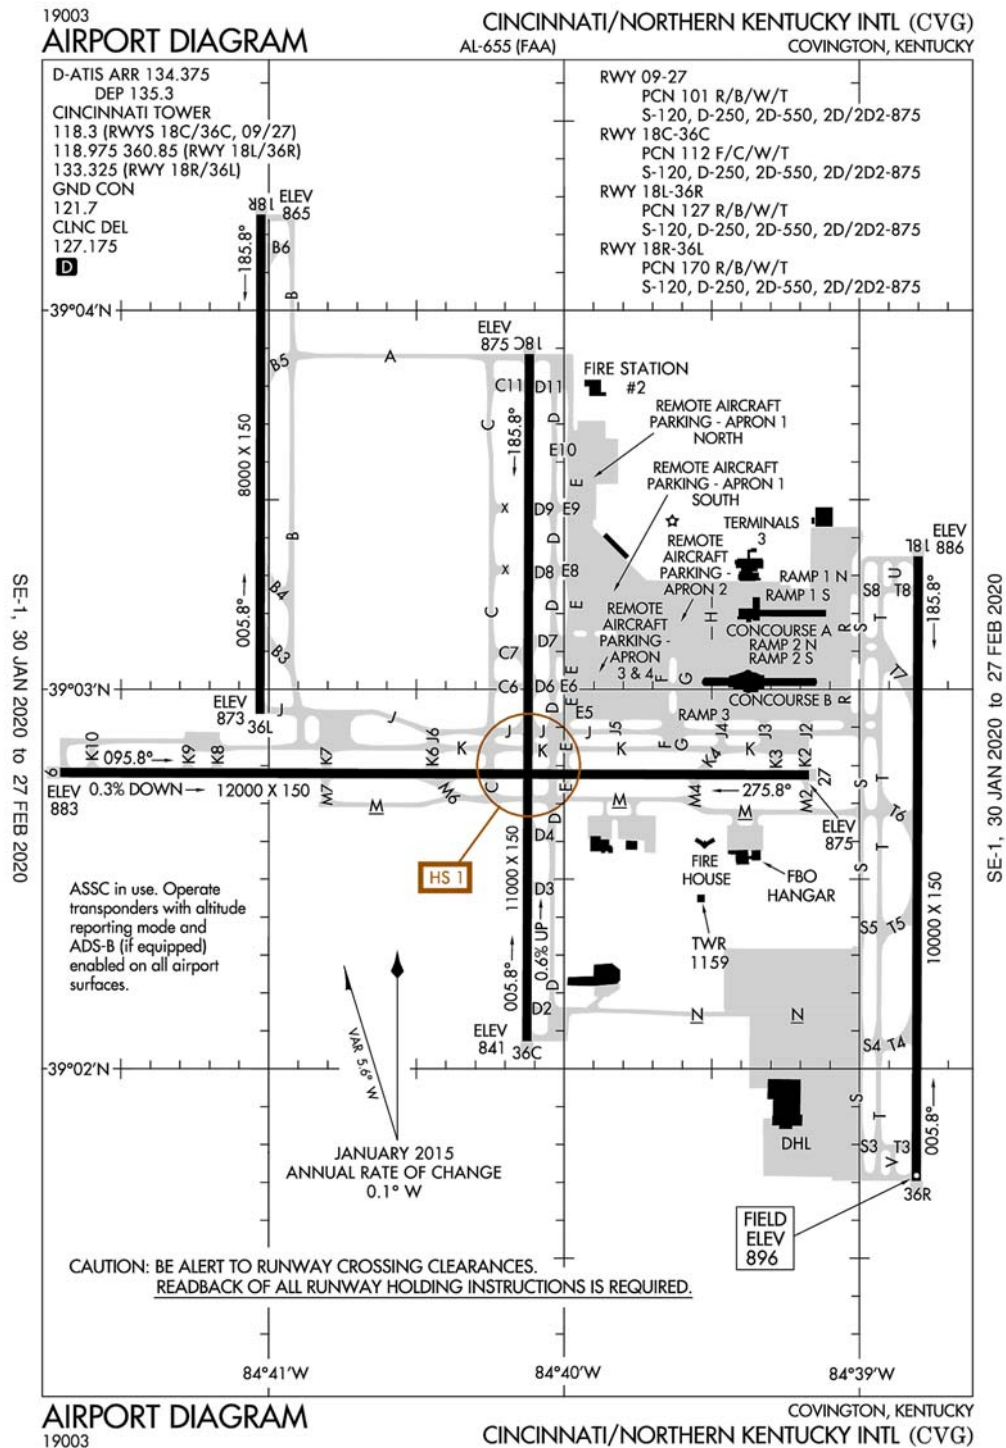 19003
AIRPORT DIAGRAM
AL-655 (FAA)
CINCINNATI/NORTHERN KENTUCKY INTL (CVG)
COVINGTON, KENTUCKY
D-ATIS ARR 134.375
DEP 135.3
CINCINNATI TOWER
118.3 (RWYS 18C/36C, 09/27)
118.975 360.85 (RWY 18L/36R)
133.325 (RWY 18R/36L)
GND CON
121.7
CLNC DEL
127.175
D
RWY 09-27
PCN 101 R/B/W/T
S-120, D-250, 2D-550, 2D/2D2-875
RWY 18C-36C
PCN 112 F/C/W/T
S-120, D-250, 2D-550, 2D/2D2-875
RWY 18L-36R
PCN 127 R/B/W/T
S-120, D-250, 2D-550, 2D/2D2-875
RWY 18R-36L
PCN 170 R/B/W/T
S-120, D-250, 2D-550, 2D/2D2-875
18R
ELEV
865
185.8°
B6
B
39°04'N
B5
A
8000 X 150
B
005.8°
B4
B3
ELEV
873
36L
ELEV
875
18C
C11
D11
C
185.8°
D
E10
E
X
D9
E9
D
X
D8
E8
C
D
E
D7
C7
E
C6
D6
E6
D
E5
FIRE STATION
#2
REMOTE AIRCRAFT
PARKING - APRON 1
NORTH
REMOTE AIRCRAFT
PARKING - APRON 1
SOUTH
TERMINALS
3
REMOTE
AIRCRAFT
PARKING -
APRON 2
REMOTE
AIRCRAFT
PARKING -
APRON
3 & 4
H
RAMP 1 N
RAMP 1 S
CONCOURSE A
RAMP 2 N
RAMP 2 S
CONCOURSE B
RAMP 3
F
G
R
R
S
T
ELEV
886
18L
U
S8
T8
185.8°
T7
39°03'N
J
J
J6
J
J
J
J5
J4
J3
J2
K10
K9
K8
K7
K6
K
K
E
K
F
G
K4
K
K3
K2
9
095.8°
ELEV
883
0.3% DOWN
12000 X 150
M7
M
M6
C
E
D
M
M4
M
275.8°
M2
27
ELEV
875
S
T
T6
HS 1
D4
11000 X 150
D3
0.6% UP
005.8°
D
D2
ELEV
841
36C
FIRE
HOUSE
FBO
HANGAR
TWR
1159
T
S
S5
T5
10000 X 150
N
N
S4
T4
ASSC in use. Operate
transponders with altitude
reporting mode and
ADS-B (if equipped)
enabled on all airport
surfaces.
39°02'N
VAR 5.6° W
JANUARY 2015
ANNUAL RATE OF CHANGE
0.1° W
DHL
S
T
005.8°
S3
T3
V
36R
FIELD
ELEV
896
CAUTION: BE ALERT TO RUNWAY CROSSING CLEARANCES.
READBACK OF ALL RUNWAY HOLDING INSTRUCTIONS IS REQUIRED.
84°41'W
84°40'W
84°39'W
SE-1, 30 JAN 2020 to 27 FEB 2020
SE-1, 30 JAN 2020 to 27 FEB 2020
AIRPORT DIAGRAM
19003
COVINGTON, KENTUCKY
CINCINNATI/NORTHERN KENTUCKY INTL (CVG)